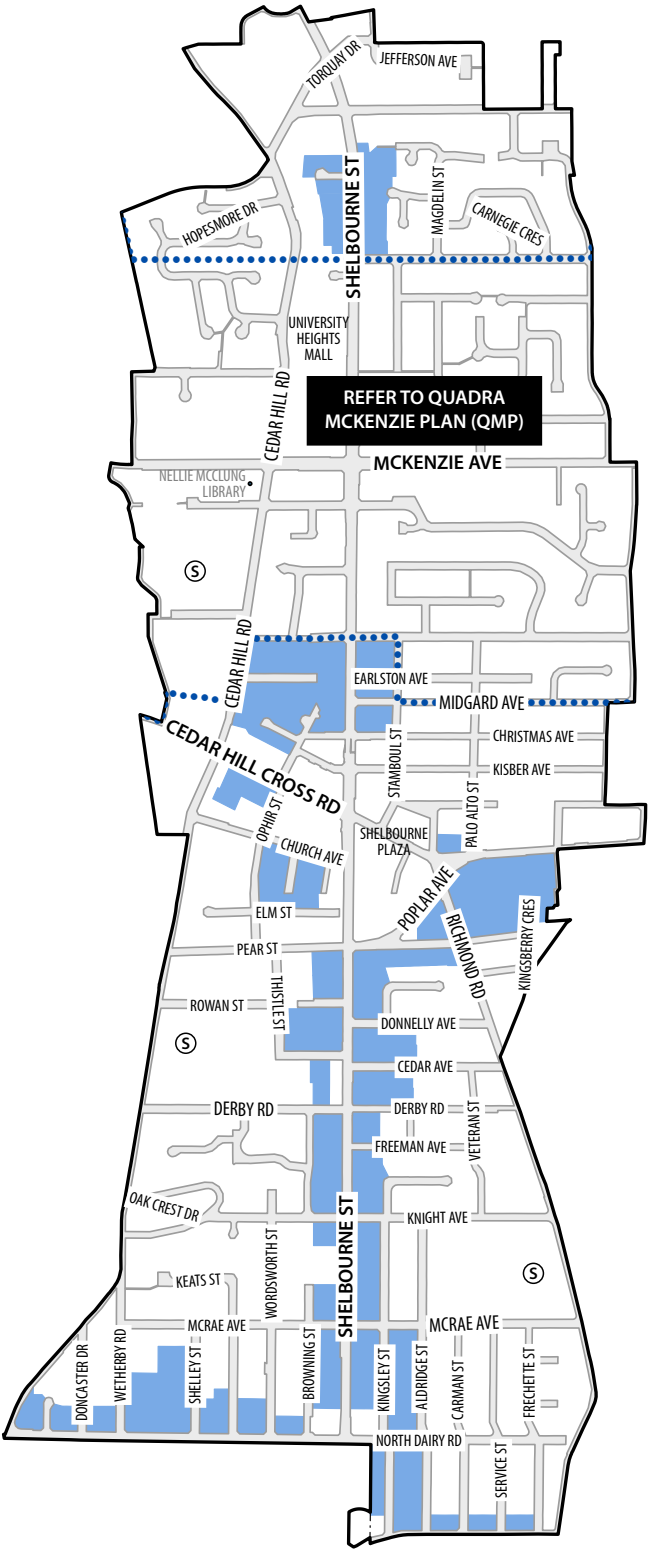 TORQUAY DR
JEFFERSON AVE
SHELBOURNE ST
MAGDELIN ST
HOPESMORE DR
CARNEGIE CRES
UNIVERSITY
HEIGHTS
MALL
CEDAR HILL RD
REFER TO QUADRA
MCKENZIE PLAN (QMP)
MCKENZIE AVE
NELLIE MCCLUNG
LIBRARY
S
CEDAR HILL RD
EARLSTON AVE
MIDGARD AVE
CEDAR HILL CROSS RD
STAMBOUL ST
CHRISTMAS AVE
KISBER AVE
OPHIR ST
PALO ALTO ST
SHELBOURNE
PLAZA
CHURCH AVE
POPLAR AVE
ELM ST
RICHMOND RD
KINGSBERRY CRES
PEAR ST
THISTLE ST
ROWAN ST
DONNELLY AVE
S
CEDAR AVE
DERBY RD
DERBY RD
VETERAN ST
FREEMAN AVE
OAK CREST DR
SHELBOURNE ST
KNIGHT AVE
WORDSWORTH ST
S
KEATS ST
MCRAE AVE
MCRAE AVE
DONCASTER DR
WETHERBY RD
SHELLEY ST
BROWNING ST
KINGSLEY ST
ALDRIDGE ST
CARMAN ST
FRECHETTE ST
NORTH DAIRY RD
SERVICE ST